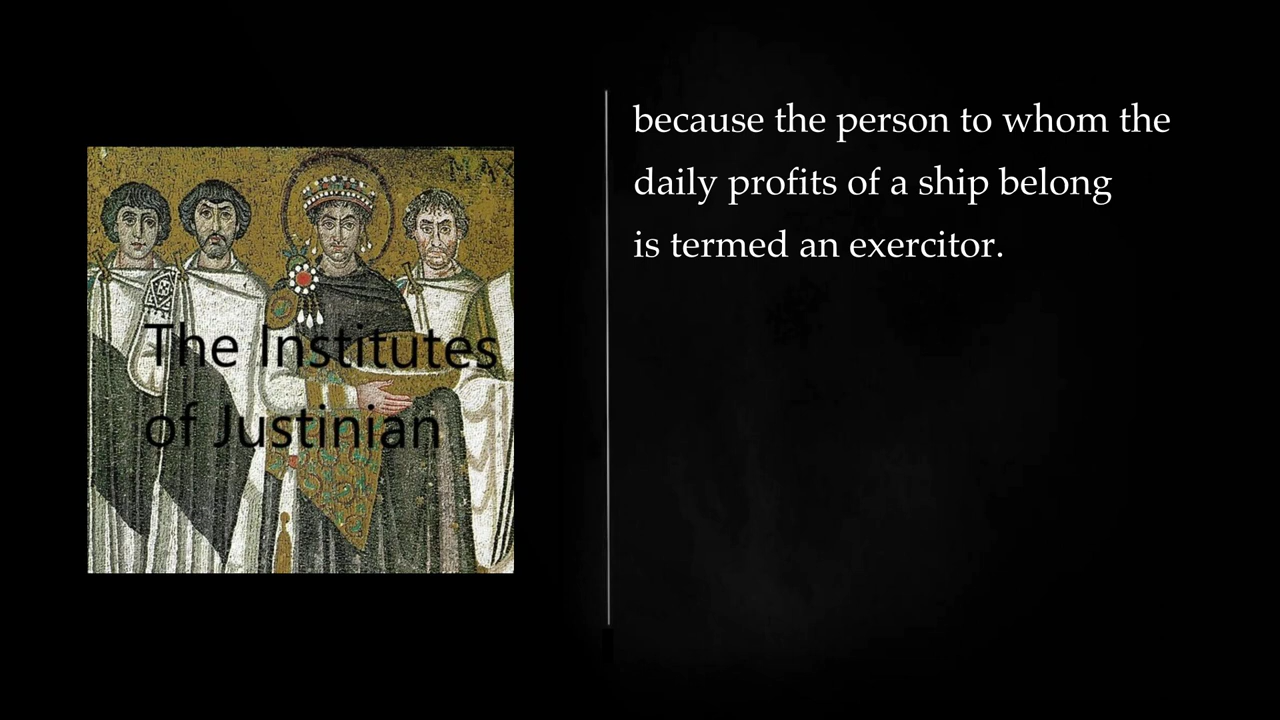 MAX
The Institutes
of Justinian
because the person to whom the
daily profits of a ship belong
is termed an exercitor.